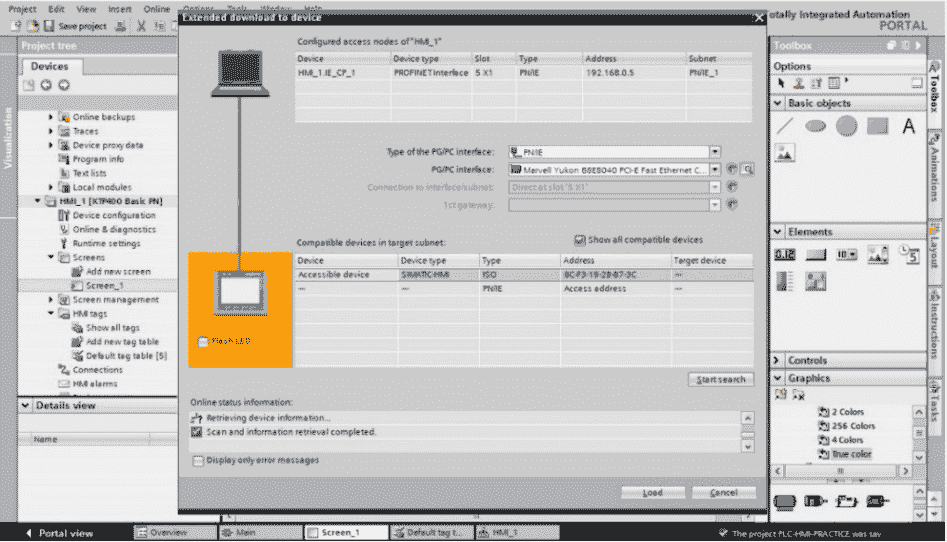 Project Edit View Insert Online Options Tools Window Help
Save project
Totally Integrated Automation
PORTAL
Project tree
Devices
Visualization
Online backups
Traces
Device proxy data
Program info
Text lists
Local modules
HMI_1 [KTP400 Basic PN]
Device configuration
Online & diagnostics
Runtime settings
Screens
Add new screen
Screen_1
Screen management
HMI tags
Show all tags
Add new tag table
Default tag table [5]
Connections
HMI alarms
Details view
Name
Extended download to device
Configured access nodes of "HMI_1"
Device Device type Slot Type Address Subnet
HMI_1.IE_CP_1 PROFINET interface 5 X1 PN/IE 192.168.0.5 PN/IE_1
Type of the PG/PC interface: PN/IE
PG/PC interface: Marvell Yukon 88E8040 PCI-E Fast Ethernet C...
Connection to interface/subnet: Direct at slot '5 X1'
1st gateway:
Compatible devices in target subnet: Show all compatible devices
Device Device type Type Address Target device
Accessible device SIMATIC-HMI ISO —
— — PN/IE Access address —
Flash LED
Start search
Online status information:
Retrieving device information...
Scan and information retrieval completed.
Display only error messages
Load Cancel
Toolbox
Options
Basic objects
A
Elements
Controls
Graphics
2 Colors
256 Colors
4 Colors
True color
Toolbox
Animations
Layout
Instructions
Tasks
Portal view Overview Main Screen_1 Default tag t... HMI_1 The project PLC-HMI-PRACTICE was sav